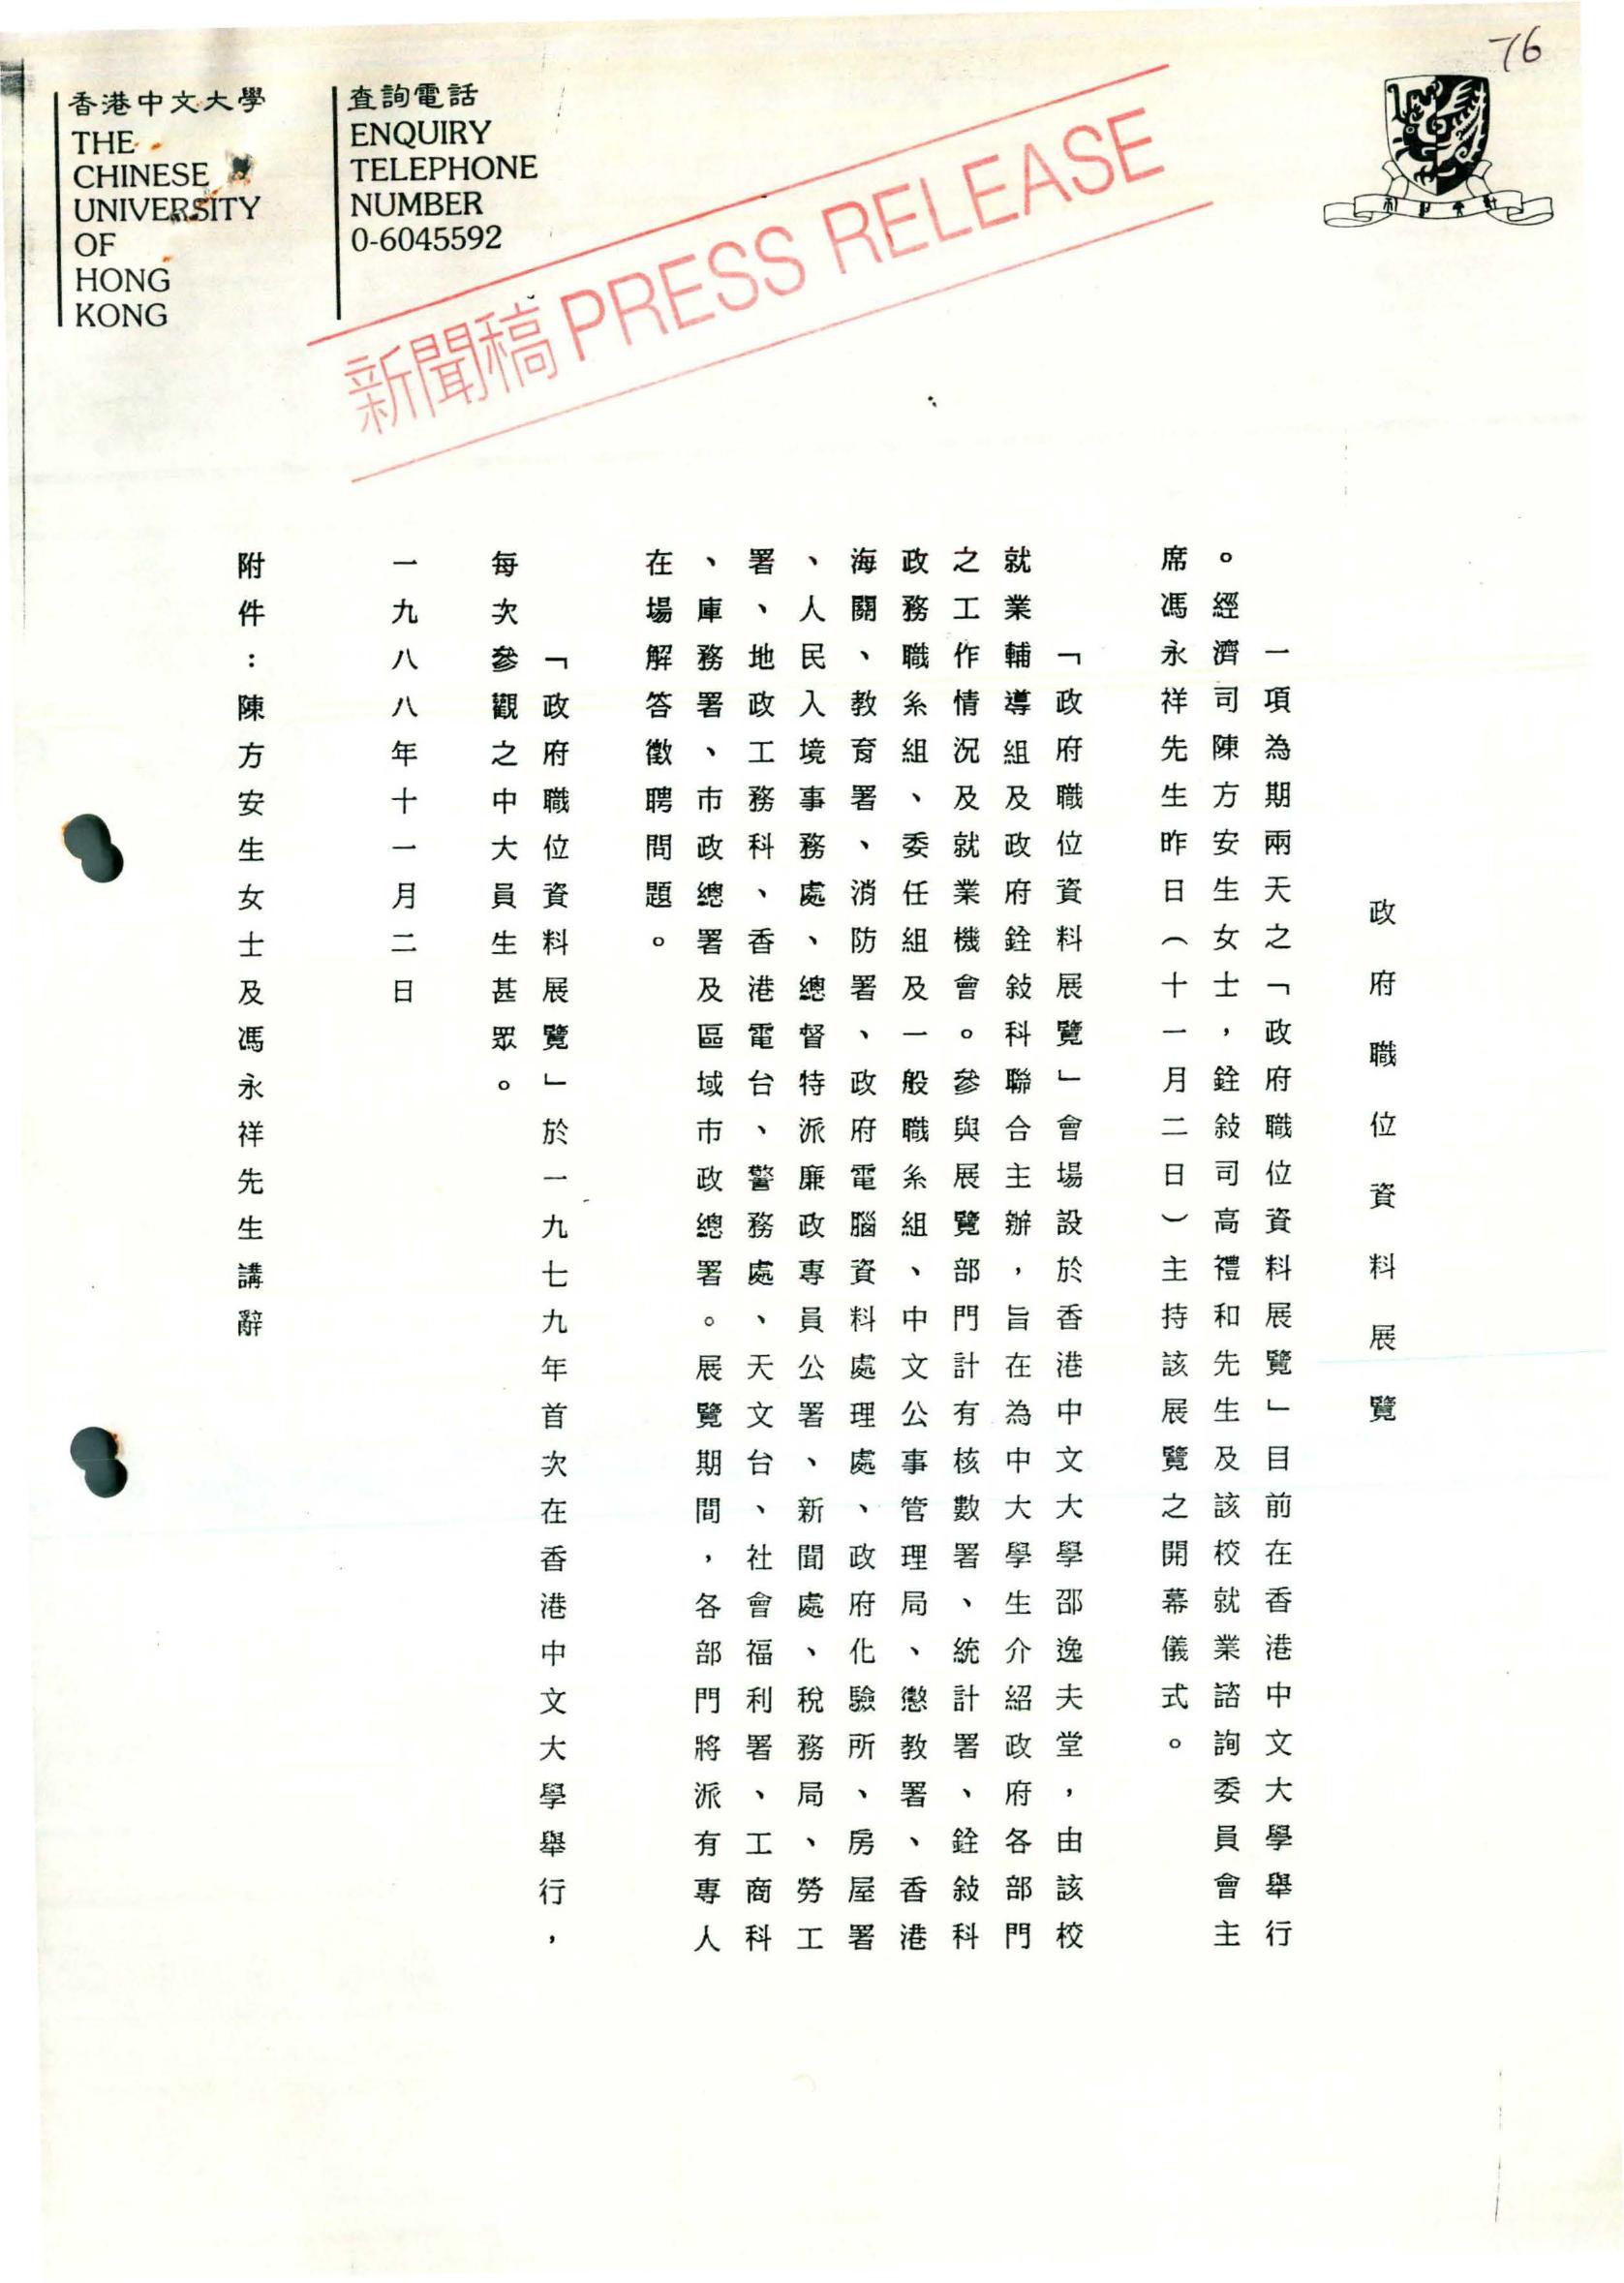 76
香港中文大學
THE
CHINESE
UNIVERSITY
OF
HONG
KONG
查詢電話
ENQUIRY
TELEPHONE
NUMBER
0-6045592
新聞稿 PRESS RELEASE
政府職位資料展覽
一項為期兩天之「政府職位資料展覽」目前在香港中文大學舉行
。經濟司陳方安生女士，銓敍司高禮和先生及該校就業諮詢委員會主
席馮永祥先生昨日（十一月二日）主持該展覽之開幕儀式。
「政府職位資料展覽」會場設於香港中文大學邵逸夫堂，由該校
就業輔導組及政府銓敍科聯合主辦，旨在為中大學生介紹政府各部門
之工作情況及就業機會。參與展覽部門計有核數署、統計署、銓敍科
政務職系組、委任組及一般職系組、中文公事管理局、懲教署、香港
海關、教育署、消防署、政府電腦資料處理處、政府化驗所、房屋署
、人民入境事務處、總督特派廉政專員公署、新聞處、稅務局、勞工
署、地政工務科、香港電台、警務處、天文台、社會福利署、工商科
、庫務署、市政總署及區域市政總署。展覽期間，各部門將派有專人
在場解答徵聘問題。
「政府職位資料展覽」於一九七九年首次在香港中文大學舉行，
每次參觀之中大員生甚眾。
一九八八年十一月二日
附件：陳方安生女士及馮永祥先生講辭